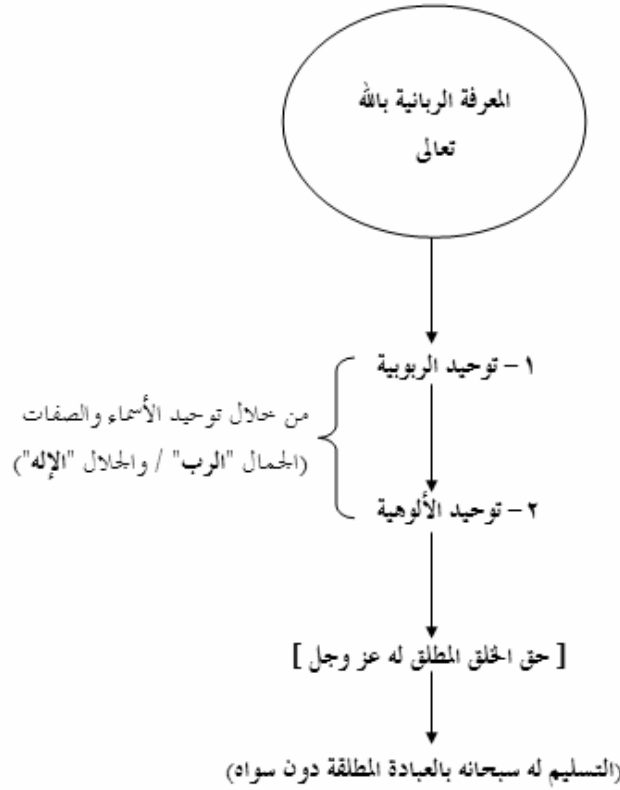 المعرفة الربانية بالله
تعالى
١ – توحيد الربوبية
من خلال توحيد الأسماء والصفات
(الجمال "الرب" / والجلال "الإله")
٢ – توحيد الألوهية
[ حق الخلق المطلق له عز وجل ]
(التسليم له سبحانه بالعبادة المطلقة دون سواه)